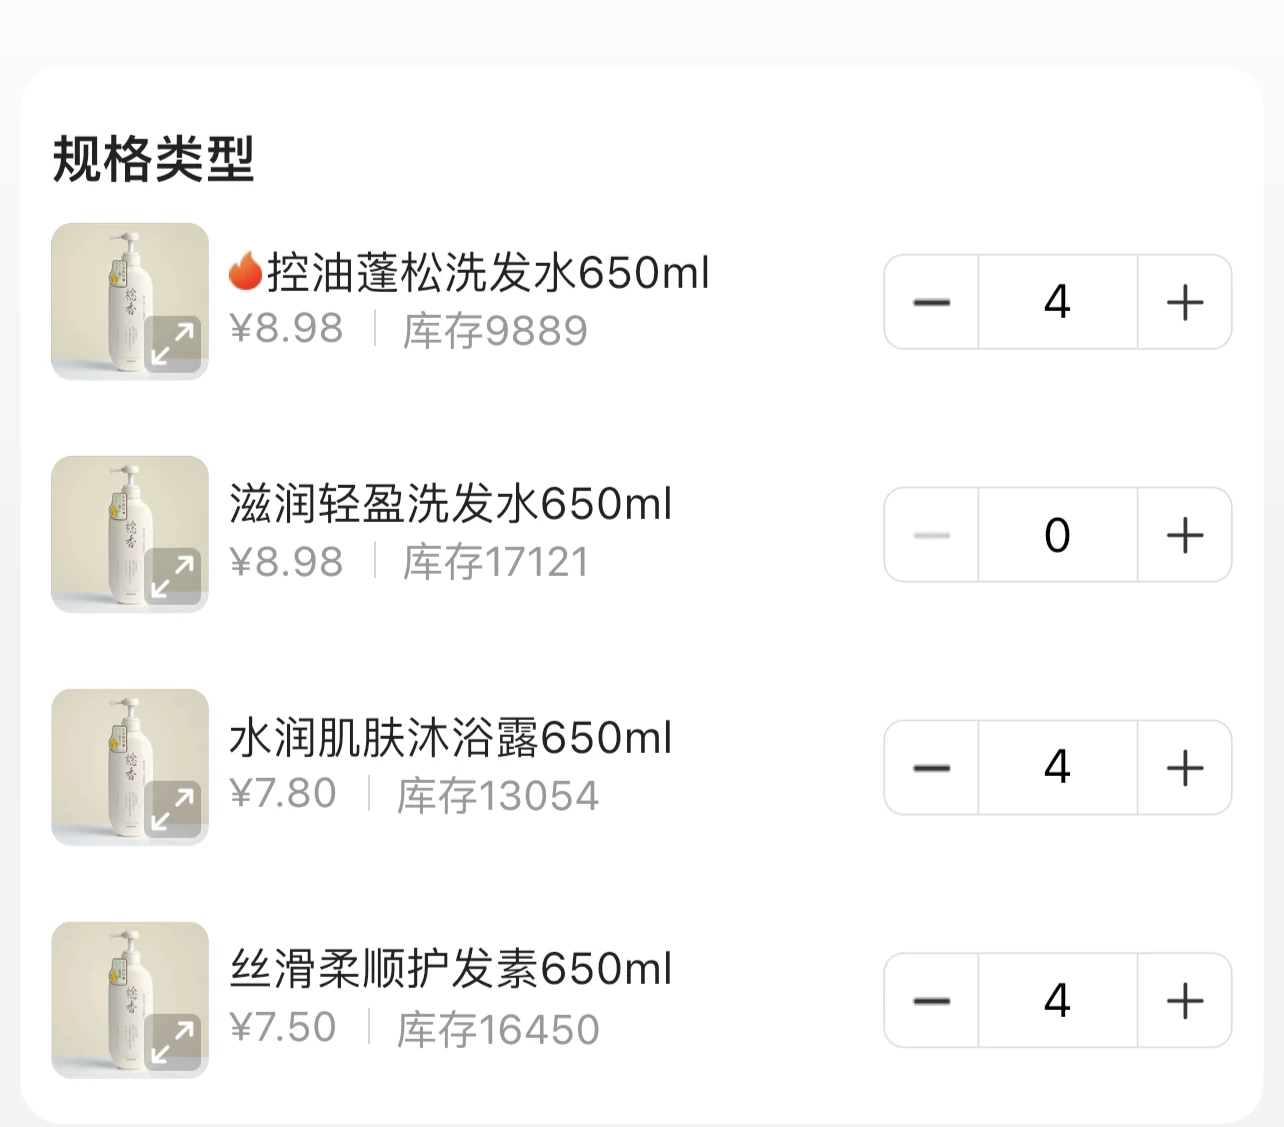 规格类型
🔥控油蓬松洗发水650ml
¥8.98 | 库存9889
4
滋润轻盈洗发水650ml
¥8.98 | 库存17121
0
水润肌肤沐浴露650ml
¥7.80 | 库存13054
4
丝滑柔顺护发素650ml
¥7.50 | 库存16450
4